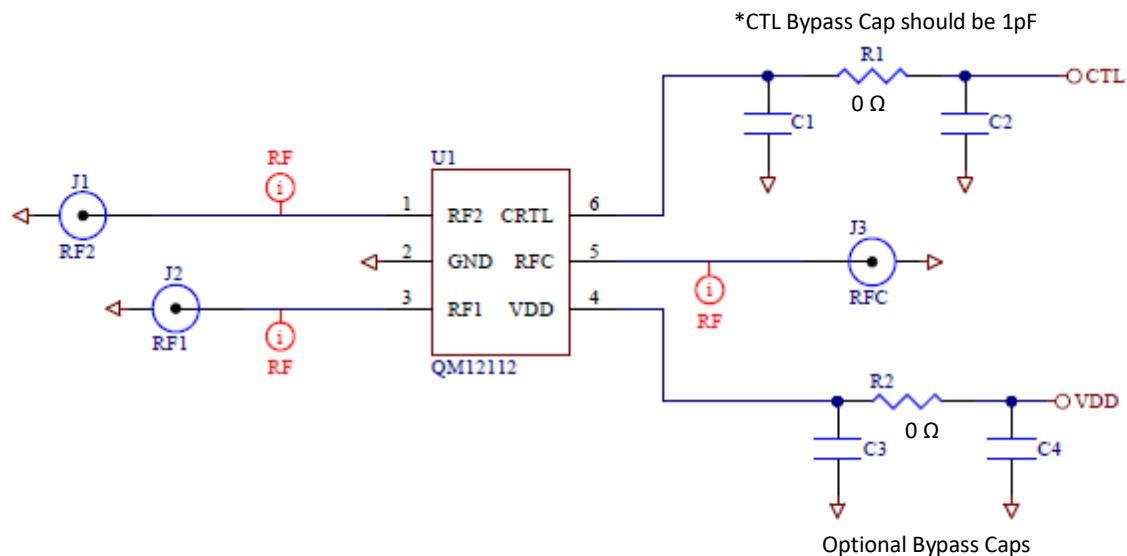 *CTL Bypass Cap should be 1pF
R1
CTL
0 Ω
C1
C2
RF
U1
J1
1
RF2
CRTL
6
J3
RF2
2
GND
RFC
5
J2
RFC
3
RF1
VDD
4
RF
RF1
RF
QM12112
R2
VDD
0 Ω
C3
C4
Optional Bypass Caps
i
i
i